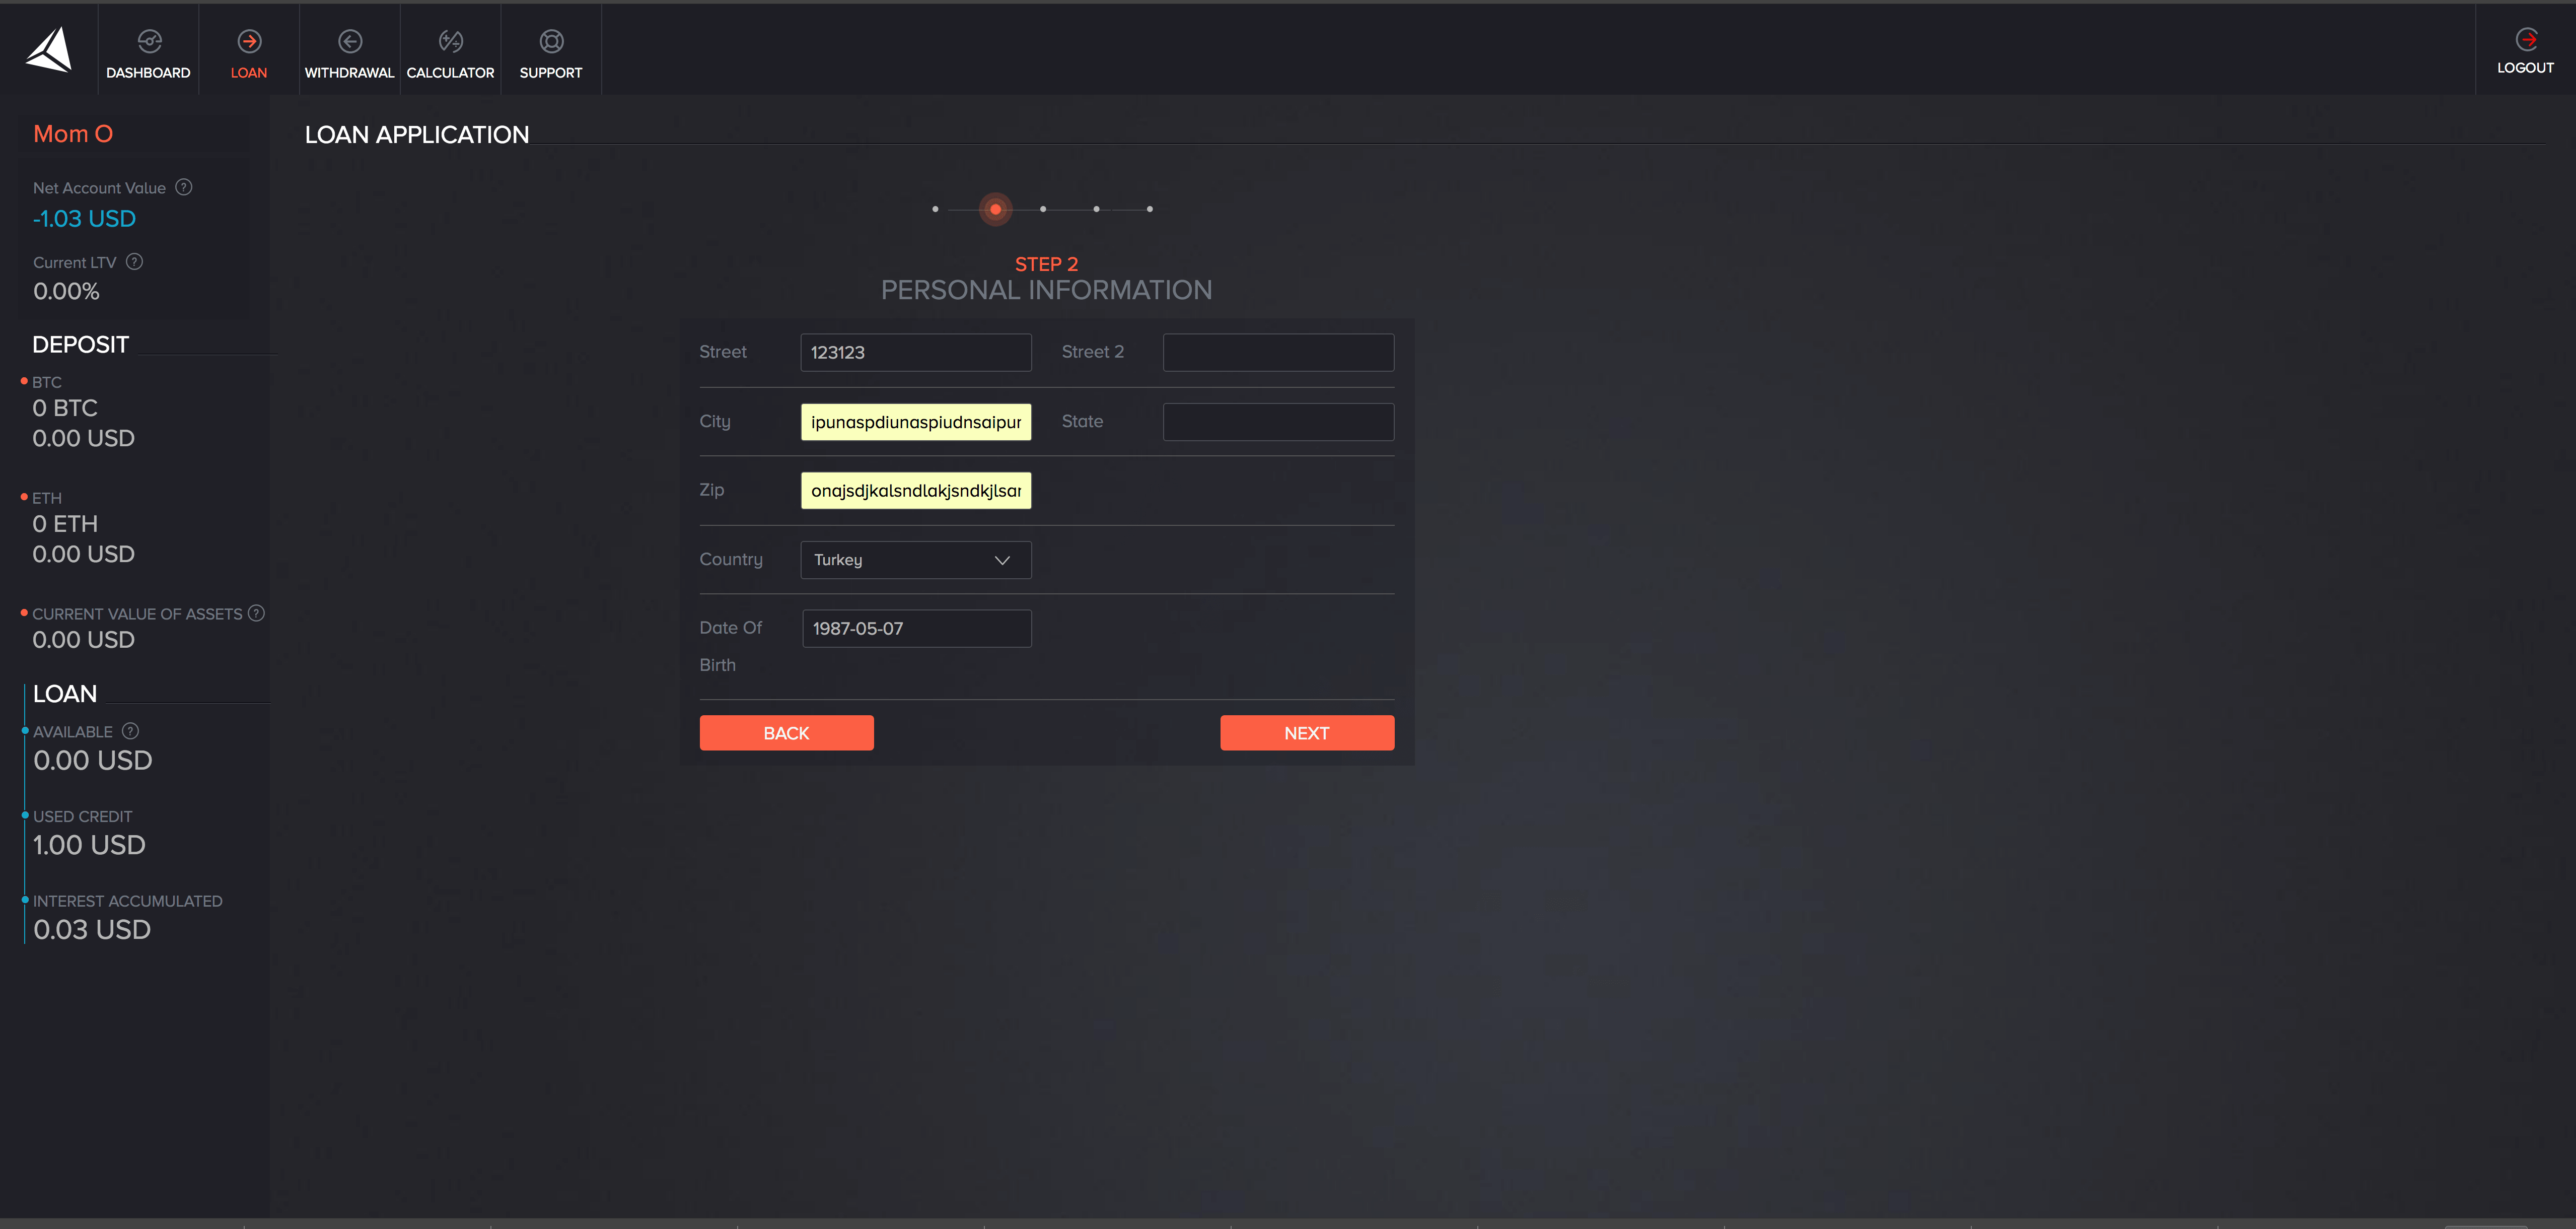 DASHBOARD
LOAN
WITHDRAWAL
CALCULATOR
SUPPORT
LOGOUT
Mom O
Net Account Value ?
-1.03 USD
Current LTV ?
0.00%
DEPOSIT
BTC
0 BTC
0.00 USD
ETH
0 ETH
0.00 USD
CURRENT VALUE OF ASSETS ?
0.00 USD
LOAN
AVAILABLE ?
0.00 USD
USED CREDIT
1.00 USD
INTEREST ACCUMULATED
0.03 USD
LOAN APPLICATION
STEP 2
PERSONAL INFORMATION
Street 123123 Street 2
City ipunaspdiunaspiudnsaipur State
Zip onajsdjkalsndlakjsndkjlsar
Country Turkey
Date Of 1987-05-07
Birth
BACK NEXT